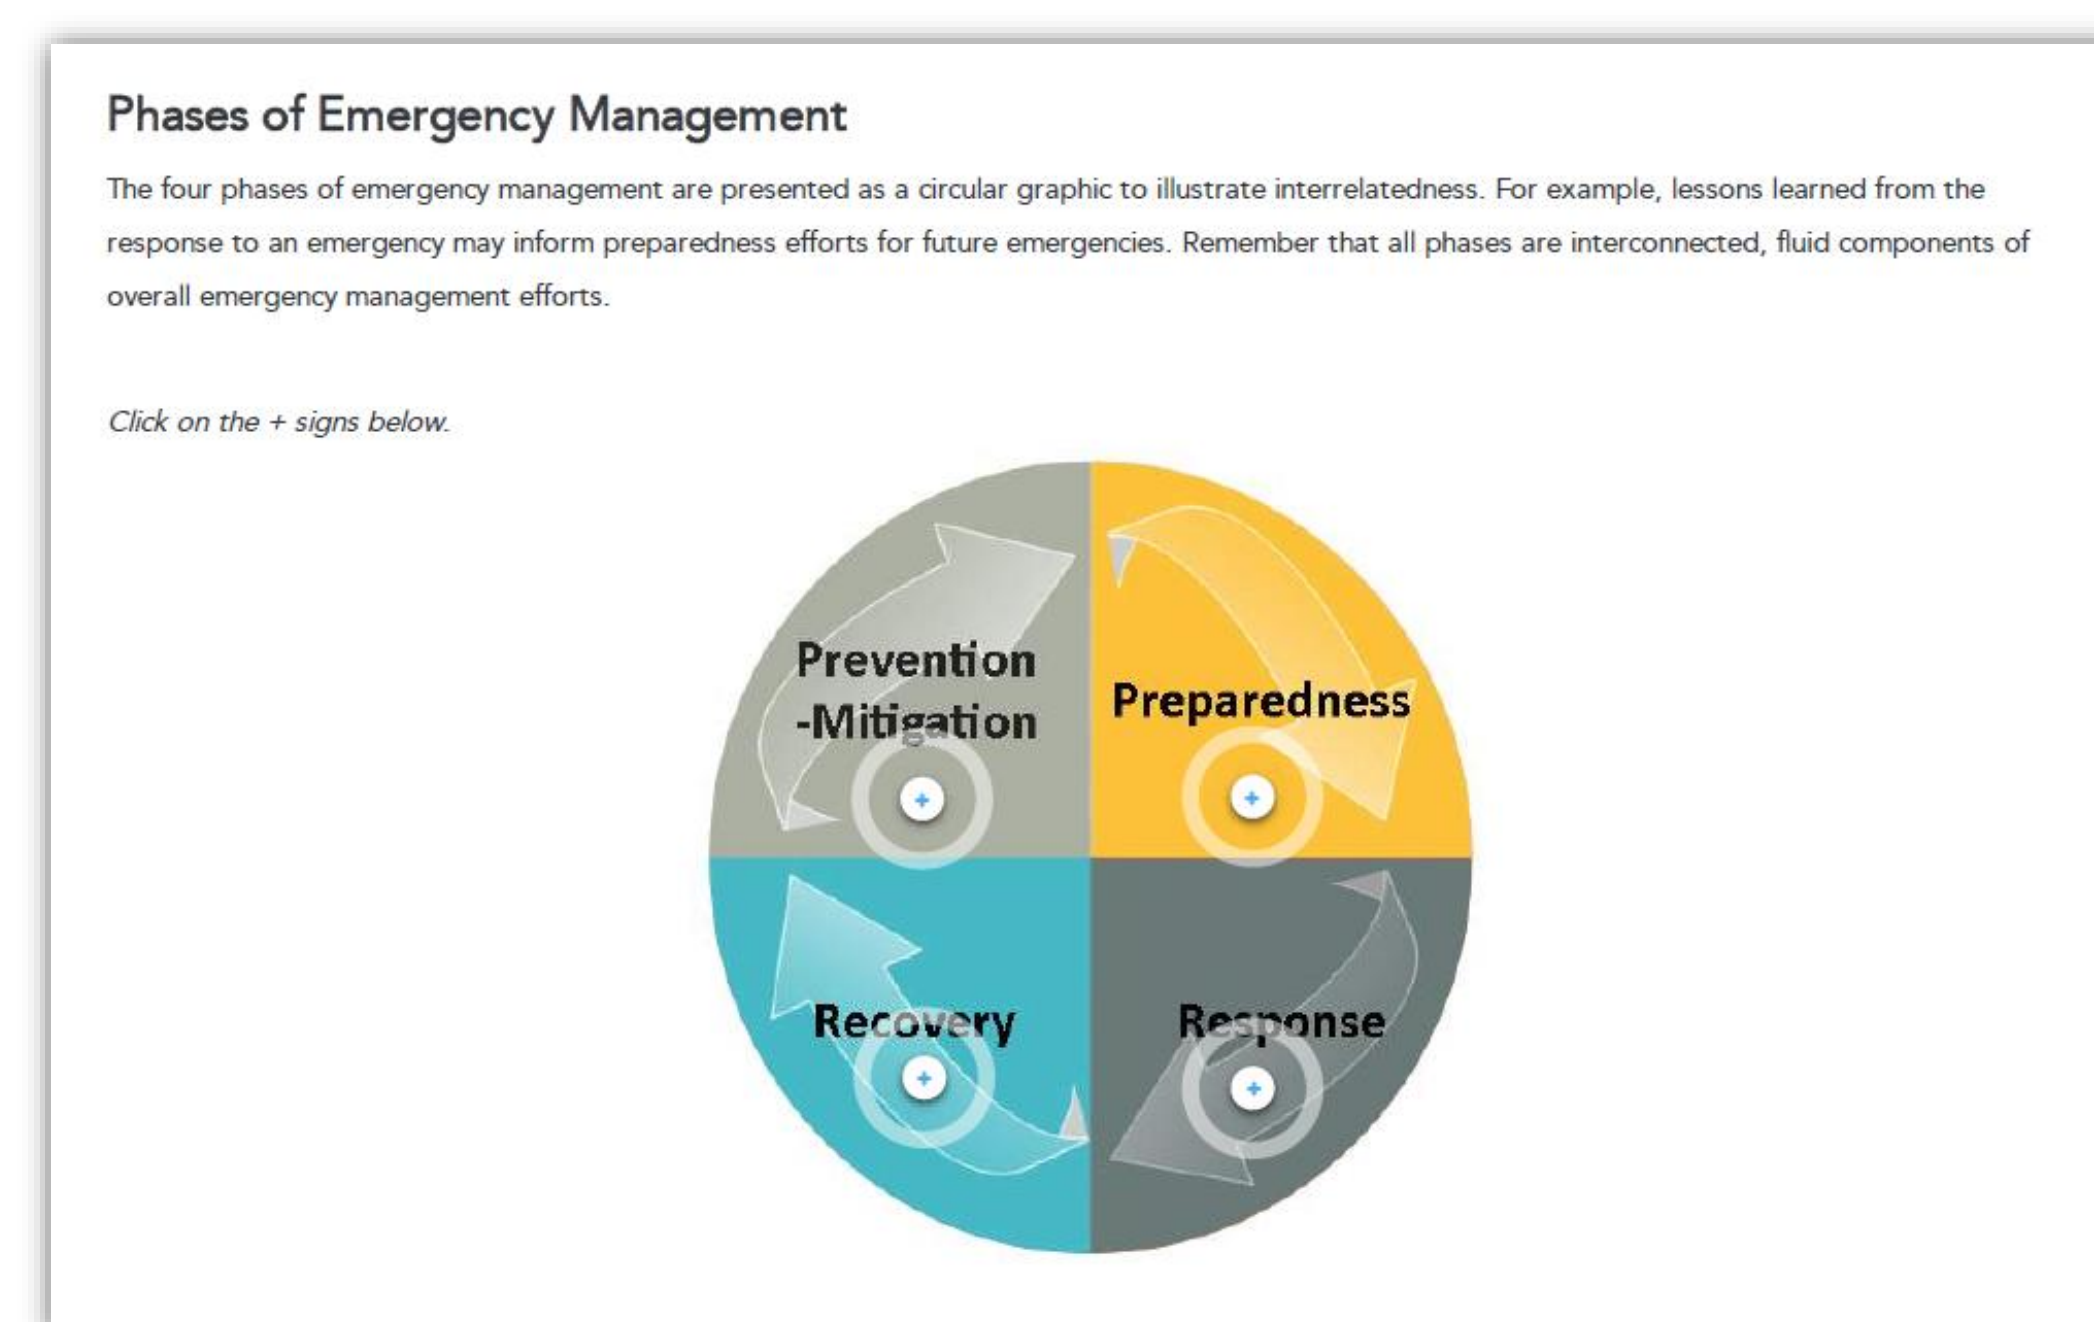 Phases of Emergency Management
The four phases of emergency management are presented as a circular graphic to illustrate interrelatedness. For example, lessons learned from the
response to an emergency may inform preparedness efforts for future emergencies. Remember that all phases are interconnected, fluid components of
overall emergency management efforts.
Click on the + signs below.
Prevention
-Mitigation
Preparedness
+
+
Recovery
Response
+
+